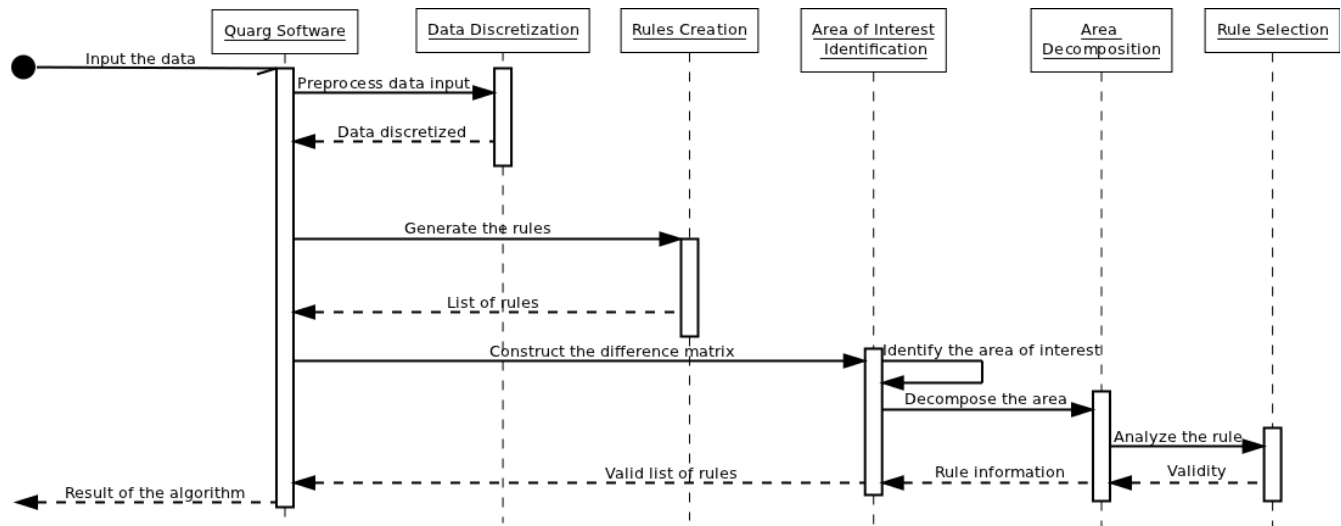 Quarg Software
Data Discretization
Rules Creation
Area of Interest
Identification
Area
Decomposition
Rule Selection
Input the data
Preprocess data input
Data discretized
Generate the rules
List of rules
Construct the difference matrix
Identify the area of interest
Decompose the area
Analyze the rule
Valid list of rules
Rule information
Validity
Result of the algorithm